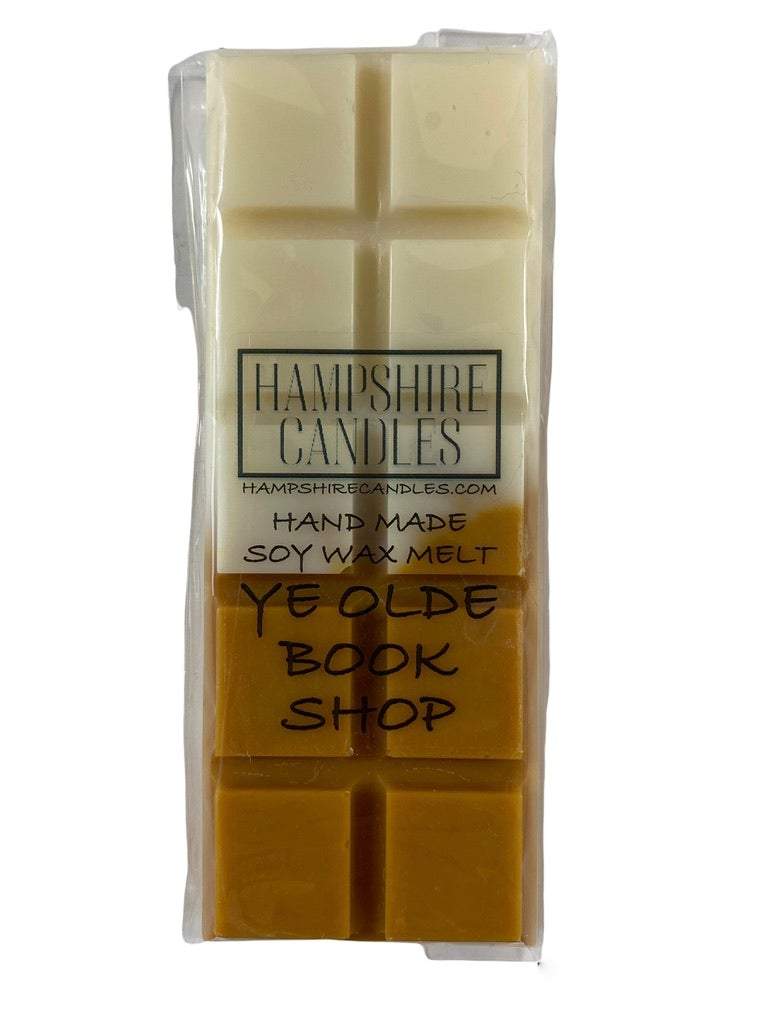 HAMPSHIRE
CANDLES
HAMPSHIRECANDLES.COM
HAND MADE
SOY WAX MELT
YE OLDE
BOOK
SHOP